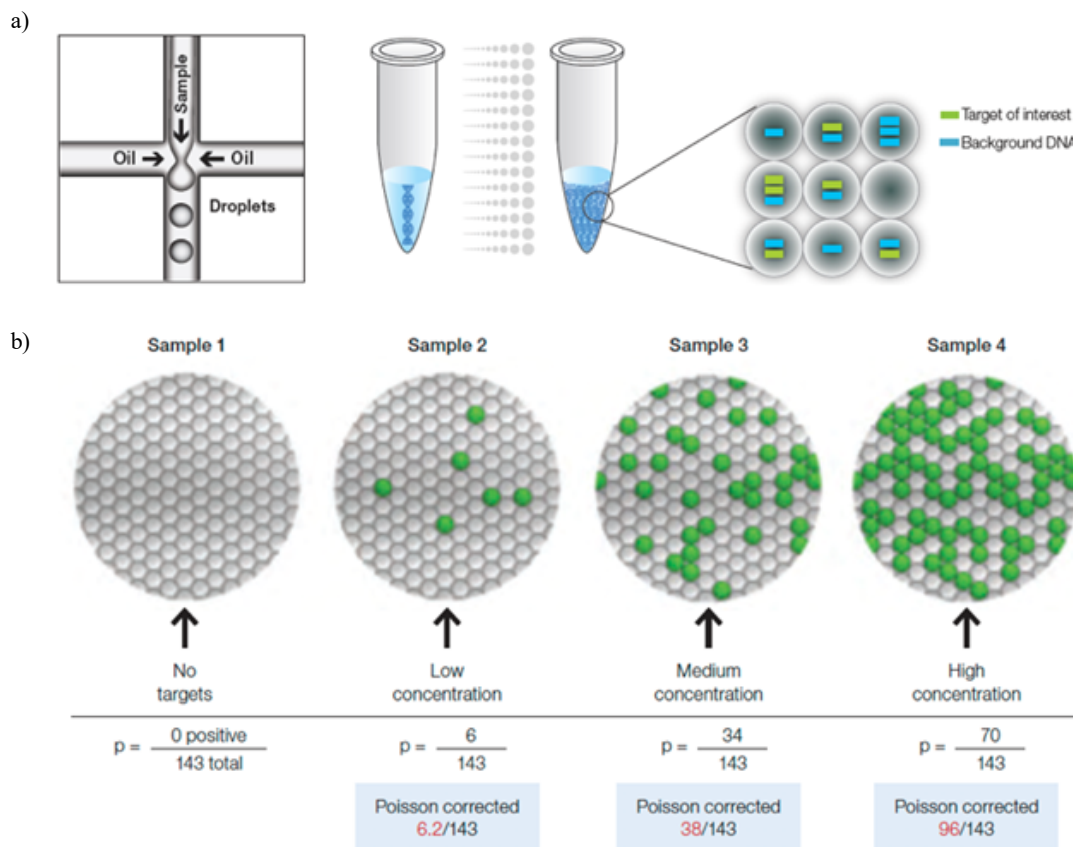 a)
Sample
Oil
Oil
Droplets
Target of interest
Background DNA
b)
Sample 1
Sample 2
Sample 3
Sample 4
No
targets
Low
concentration
Medium
concentration
High
concentration
p = 0 positive
143 total
p = 6
143
p = 34
143
p = 70
143
Poisson corrected
6.2/143
Poisson corrected
38/143
Poisson corrected
96/143